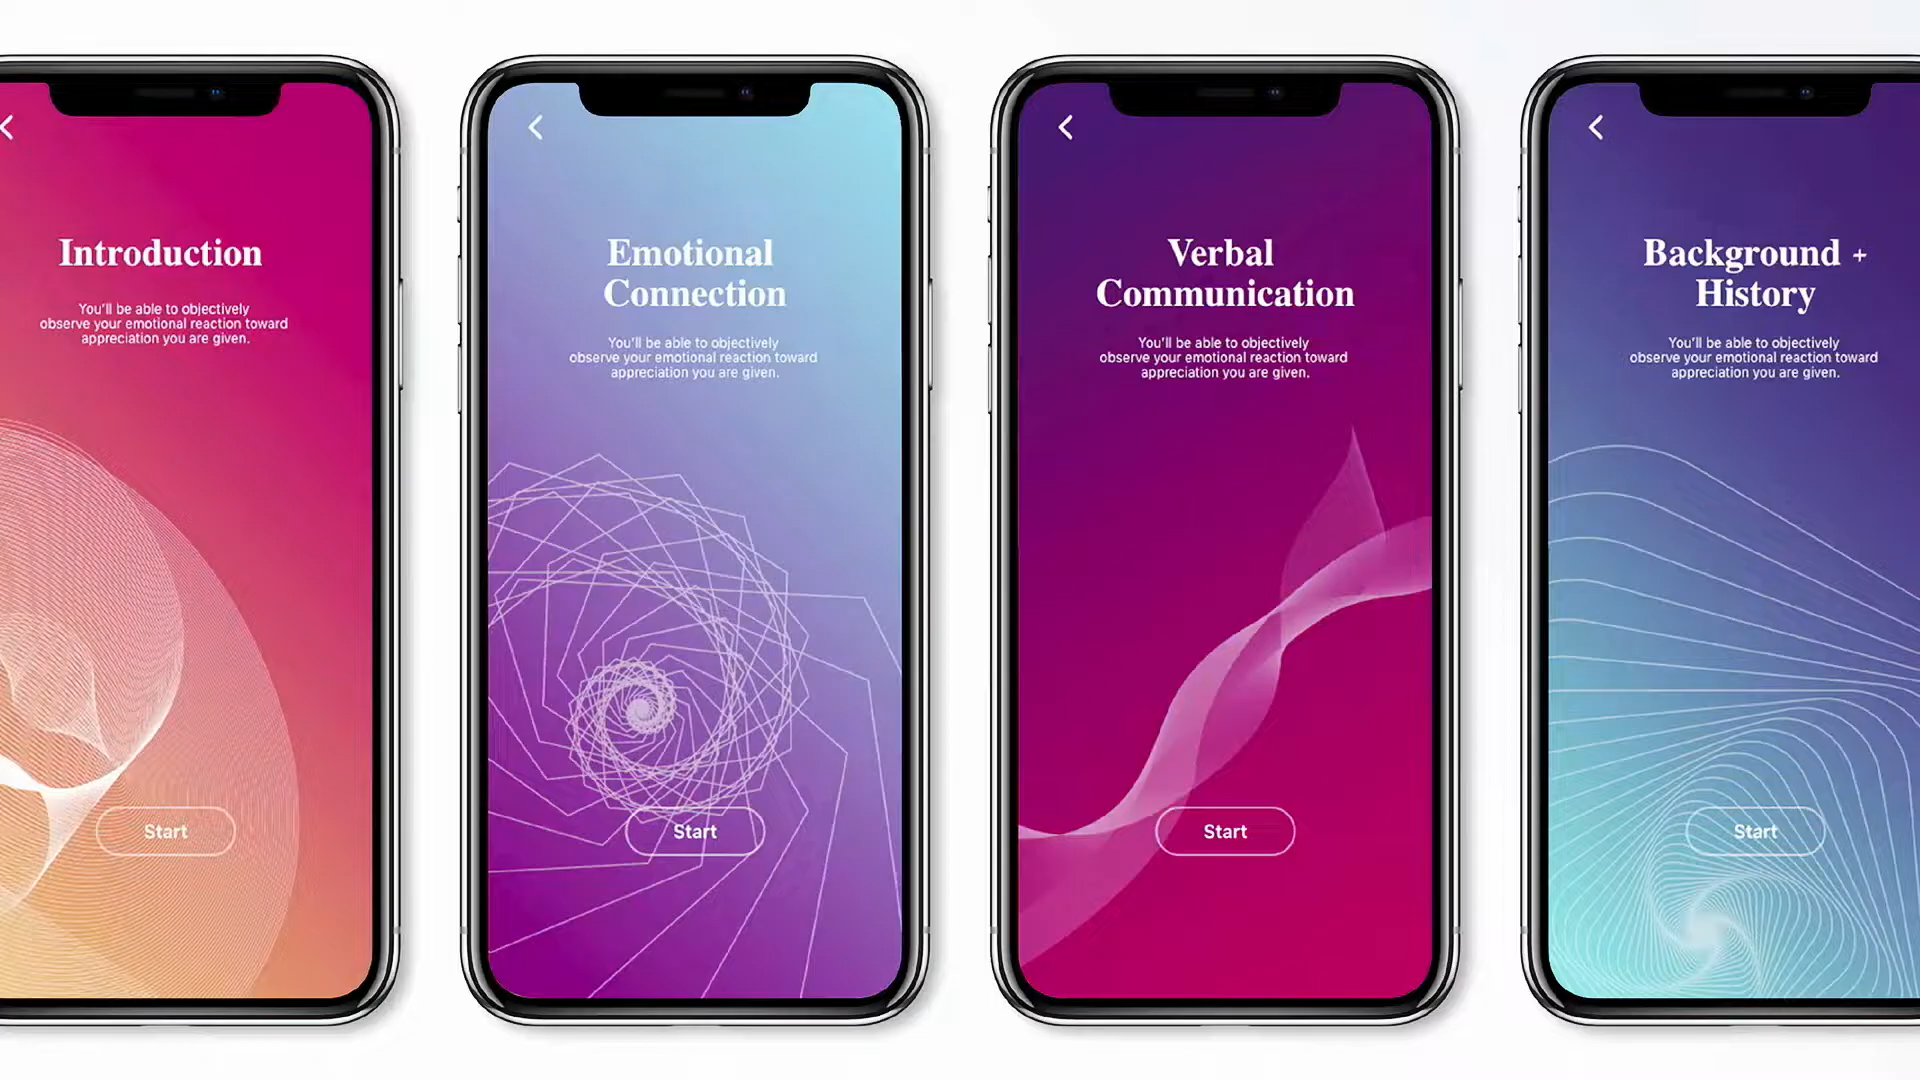 Introduction
You'll be able to objectively
observe your emotional reaction toward
appreciation you are given.
Start
Emotional
Connection
You'll be able to objectively
observe your emotional reaction toward
appreciation you are given.
Start
Verbal
Communication
You'll be able to objectively
observe your emotional reaction toward
appreciation you are given.
Start
Background +
History
You'll be able to objectively
observe your emotional reaction toward
appreciation you are given.
Start